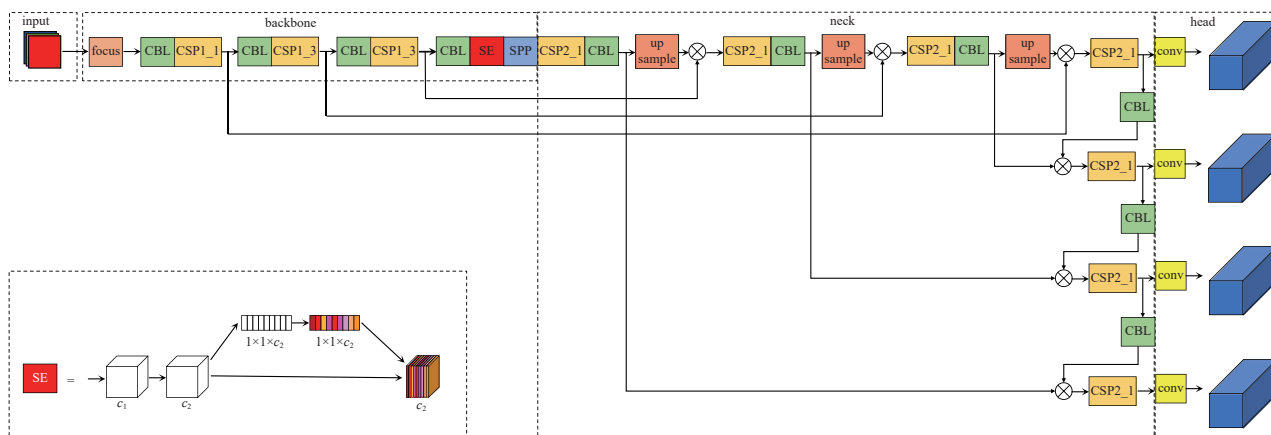 input
backbone
neck
head
focus
CBL CSP1_1
CBL CSP1_3
CBL CSP1_3
CBL SE SPP CSP2_1 CBL
up
sample
CSP2_1 CBL
up
sample
CSP2_1 CBL
up
sample
CSP2_1
conv
CBL
CSP2_1
conv
CBL
CSP2_1
conv
CBL
CSP2_1
conv
1×1×c₂
1×1×c₂
SE =
c₁
c₂
c₂